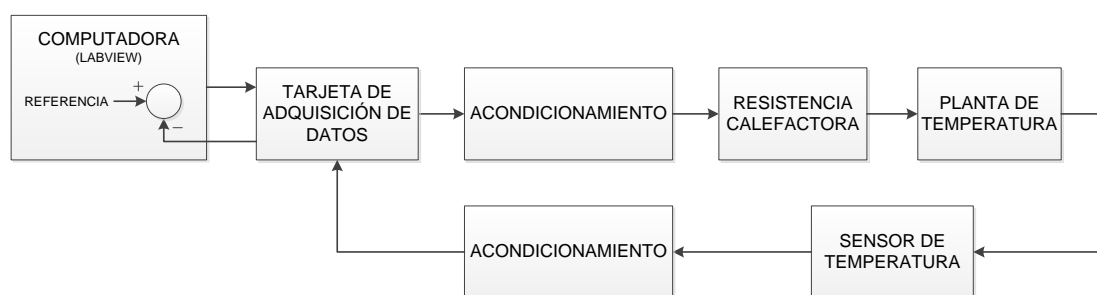 COMPUTADORA
(LABVIEW)
+
REFERENCIA
−
TARJETA DE
ADQUISICIÓN DE
DATOS
ACONDICIONAMIENTO
RESISTENCIA
CALEFACTORA
PLANTA DE
TEMPERATURA
ACONDICIONAMIENTO
SENSOR DE
TEMPERATURA